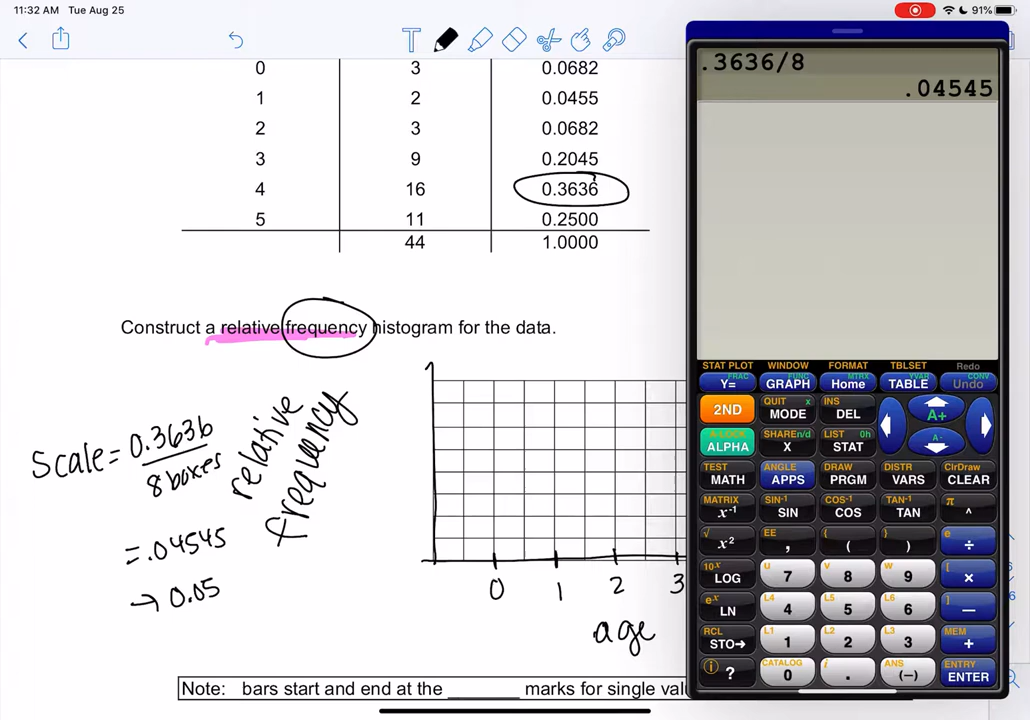 11:32 AM Tue Aug 25
91%
0 3 0.0682
1 2 0.0455
2 3 0.0682
3 9 0.2045
4 16 0.3636
5 11 0.2500
44 1.0000
Construct a relative frequency histogram for the data.
Scale = 0.3636
8 boxes
= .04545
→ 0.05
relative
frequency
0 1 2 3
age
Note: bars start and end at the ________ marks for single val
.3636/8
.04545
STAT PLOT WINDOW FORMAT TBLSET Redo
Y= GRAPH Home TABLE Undo
QUIT INS
2ND MODE DEL A+
A-LOCK SHARE n/d LIST A-
ALPHA X STAT
TEST ANGLE DRAW DISTR ClrDraw
MATH APPS PRGM VARS CLEAR
MATRIX SIN-1 COS-1 TAN-1 π
x-1 SIN COS TAN ^
√ EE { } e
x2 , ( ) ÷
10x u v w [
LOG 7 8 9 ×
ex L4 L5 L6 ]
LN 4 5 6 —
RCL L1 L2 L3 MEM
STO→ 1 2 3 +
CATALOG i ANS ENTRY
? 0 . (–) ENTER